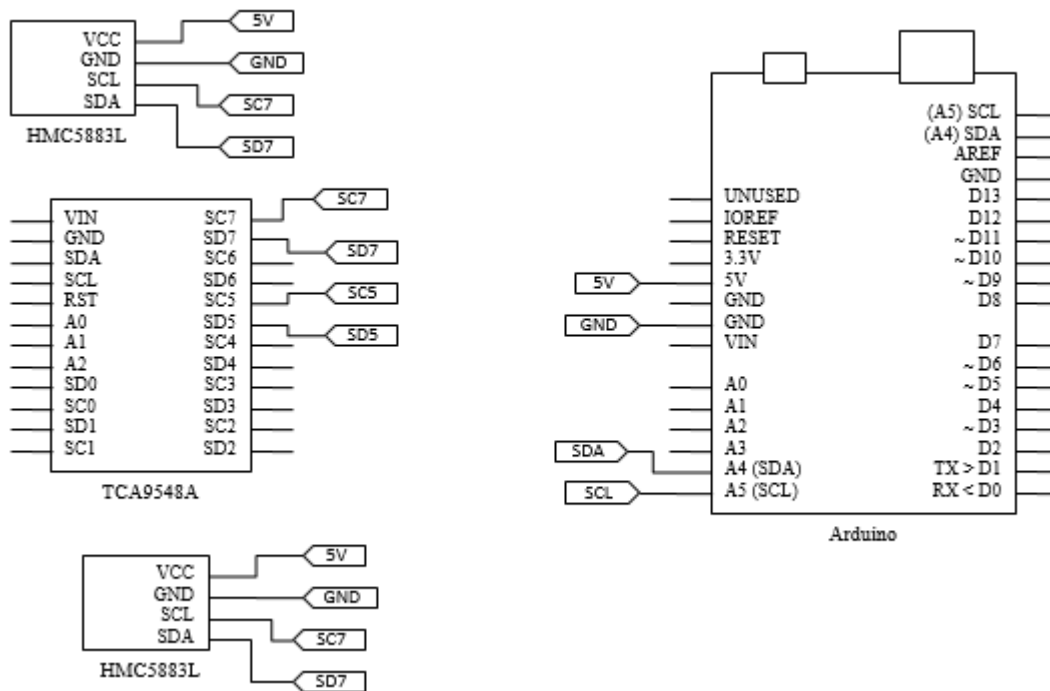 VCC
GND
SCL
SDA
5V
GND
SC7
SD7
HMC5883L
VIN
GND
SDA
SCL
RST
A0
A1
A2
SD0
SC0
SD1
SC1
SC7
SD7
SC6
SD6
SC5
SD5
SC4
SD4
SC3
SD3
SC2
SD2
SC7
SD7
SC5
SD5
TCA9548A
VCC
GND
SCL
SDA
5V
GND
SC7
SD7
HMC5883L
5V
GND
SDA
SCL
UNUSED
IOREF
RESET
3.3V
5V
GND
GND
VIN
A0
A1
A2
A3
A4 (SDA)
A5 (SCL)
(A5) SCL
(A4) SDA
AREF
GND
D13
D12
~ D11
~ D10
~ D9
D8
D7
~ D6
~ D5
D4
~ D3
D2
TX > D1
RX < D0
Arduino